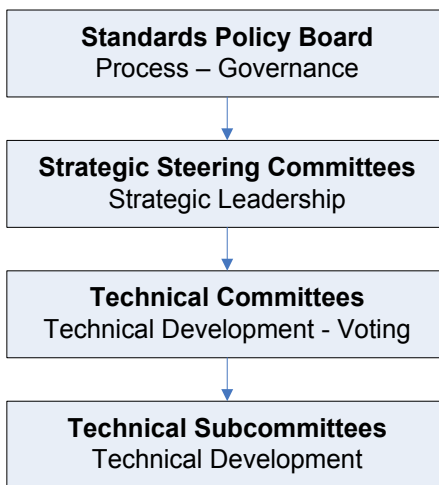 Standards Policy Board
Process – Governance
Strategic Steering Committees
Strategic Leadership
Technical Committees
Technical Development - Voting
Technical Subcommittees
Technical Development